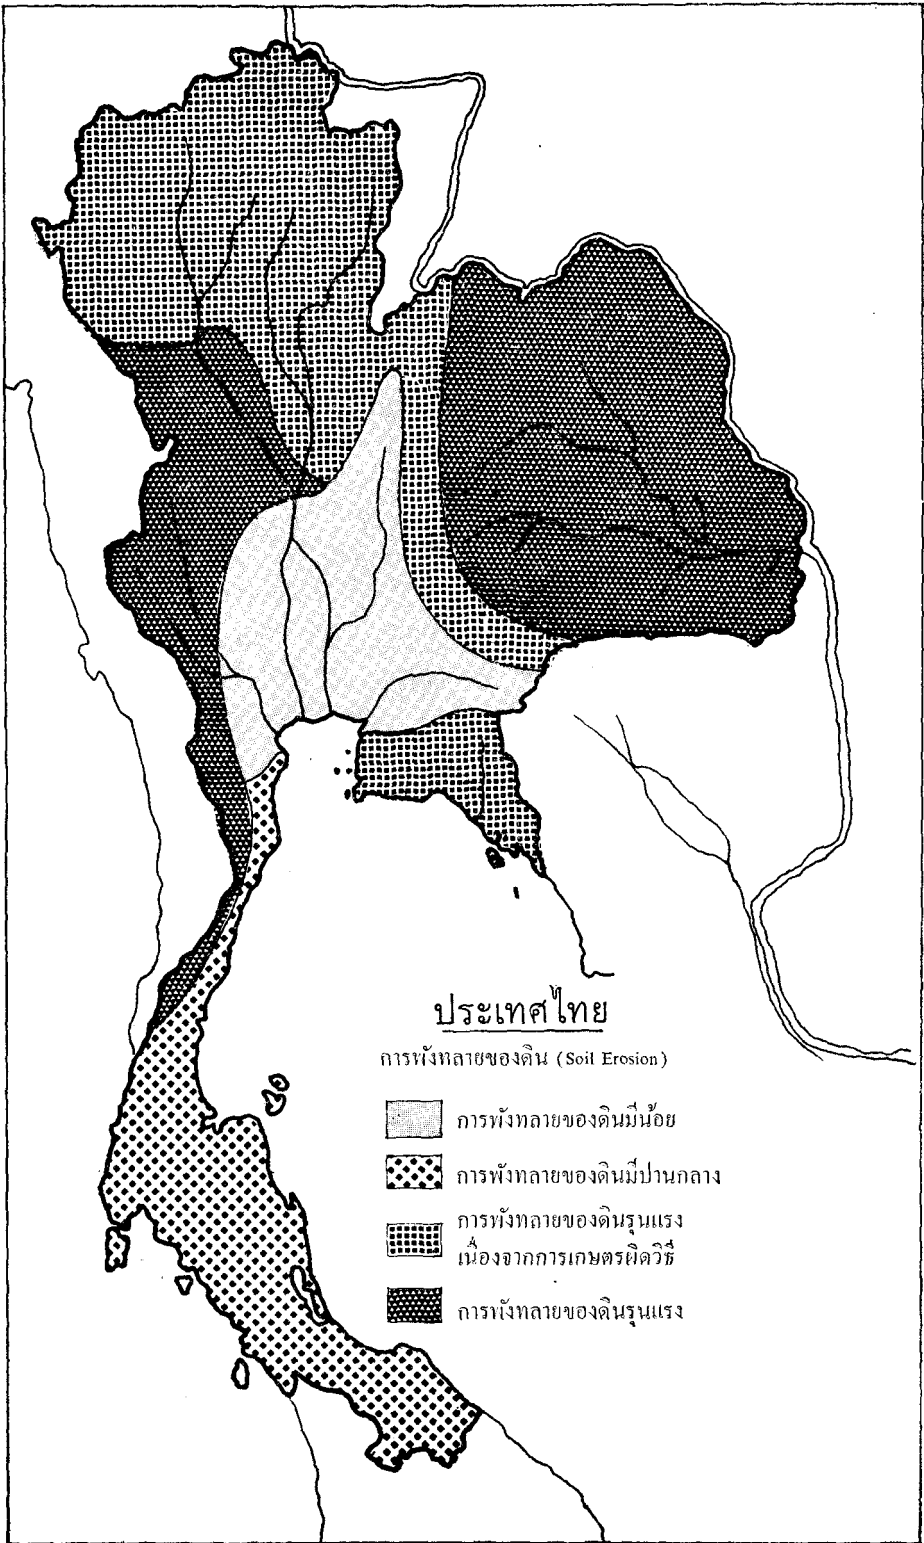 ประเทศไทย
การพังทลายของดิน (Soil Erosion)
การพังทลายของดินมีน้อย
การพังทลายของดินมีปานกลาง
การพังทลายของดินรุนแรง
เนื่องจากการเกษตรผิดวิธี
การพังทลายของดินรุนแรง